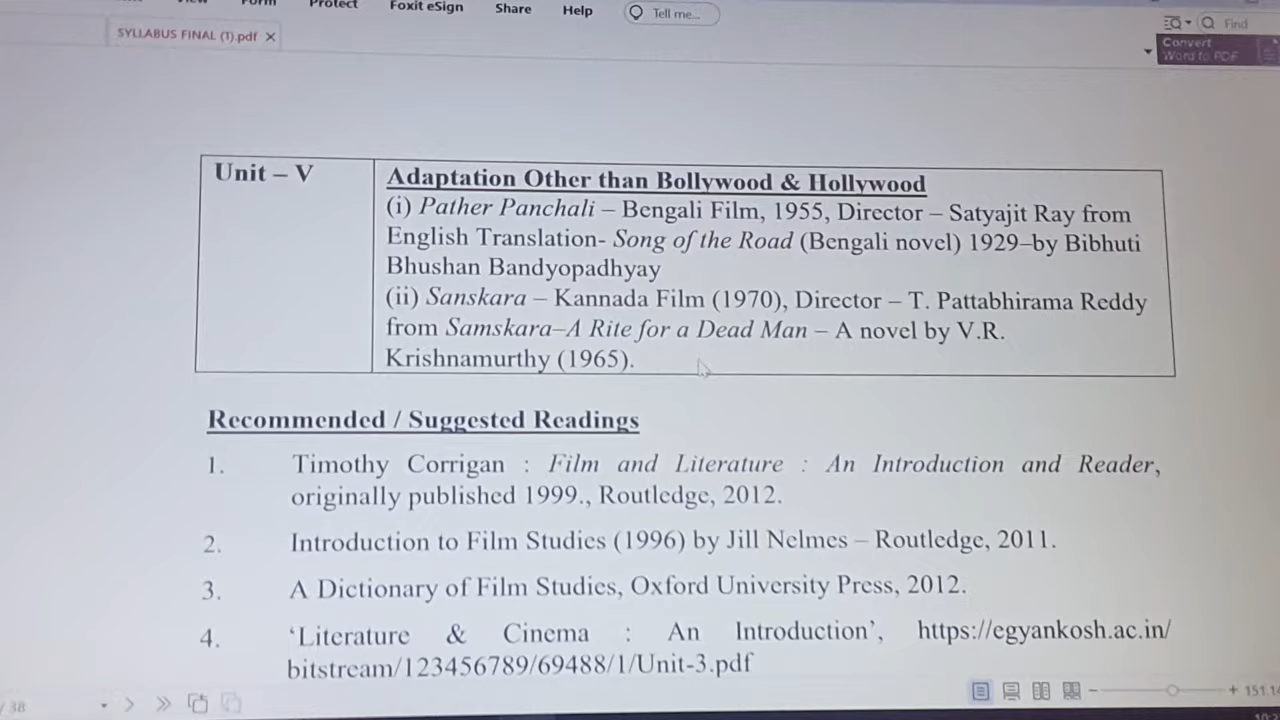 Protect Foxit eSign Share Help Tell me...
Find
SYLLABUS FINAL (1).pdf ×
Convert
Word to PDF
Unit – V
Adaptation Other than Bollywood & Hollywood
(i) Pather Panchali – Bengali Film, 1955, Director – Satyajit Ray from
English Translation- Song of the Road (Bengali novel) 1929–by Bibhuti
Bhushan Bandyopadhyay
(ii) Sanskara – Kannada Film (1970), Director – T. Pattabhirama Reddy
from Samskara–A Rite for a Dead Man – A novel by V.R.
Krishnamurthy (1965).
Recommended / Suggested Readings
1. Timothy Corrigan : Film and Literature : An Introduction and Reader,
originally published 1999., Routledge, 2012.
2. Introduction to Film Studies (1996) by Jill Nelmes – Routledge, 2011.
3. A Dictionary of Film Studies, Oxford University Press, 2012.
4. ‘Literature & Cinema : An Introduction’, https://egyankosh.ac.in/
bitstream/123456789/69488/1/Unit-3.pdf
/ 38
151.14